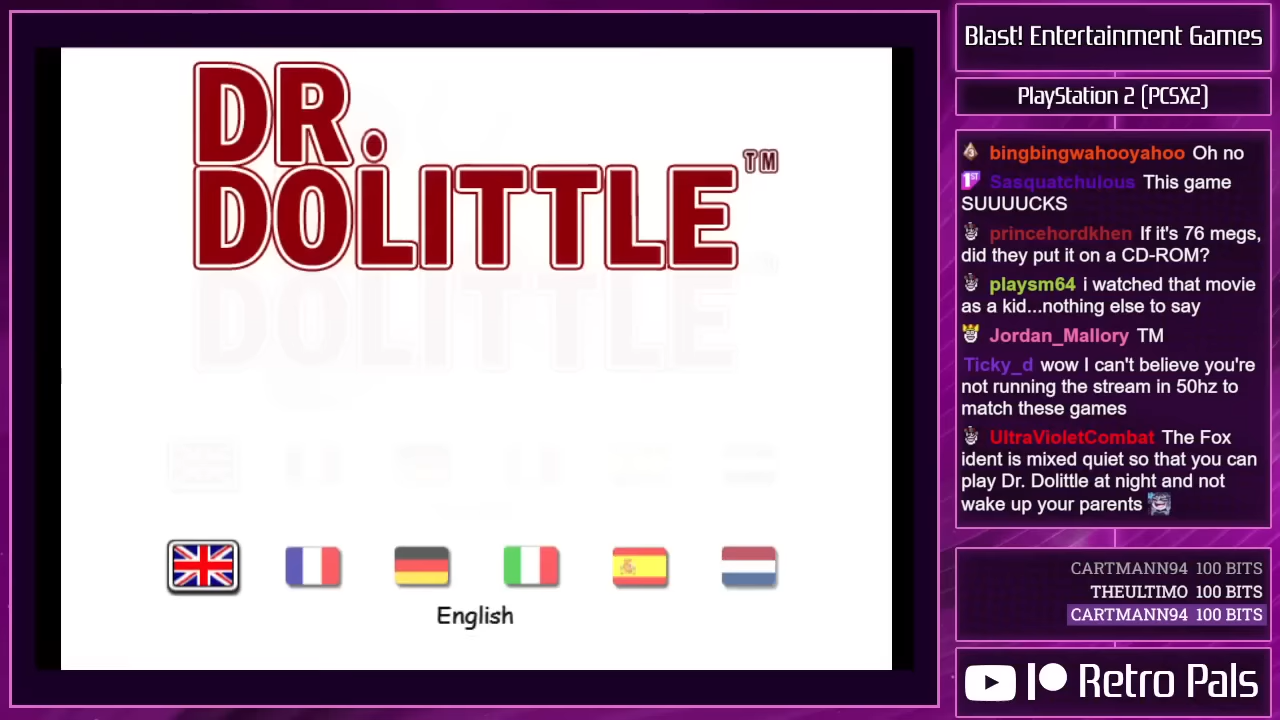 DR.
DOLITTLE™
English
Blast! Entertainment Games
PlayStation 2 (PCSX2)
bingbingwahooyahoo Oh no
Sasquatchulous This game
SUUUUCKS
princehordkhen If it's 76 megs,
did they put it on a CD-ROM?
playsm64 i watched that movie
as a kid...nothing else to say
Jordan_Mallory TM
Ticky_d wow I can't believe you're
not running the stream in 50hz to
match these games
UltraVioletCombat The Fox
ident is mixed quiet so that you can
play Dr. Dolittle at night and not
wake up your parents
CARTMANN94 100 BITS
THEULTIMO 100 BITS
CARTMANN94 100 BITS
Retro Pals